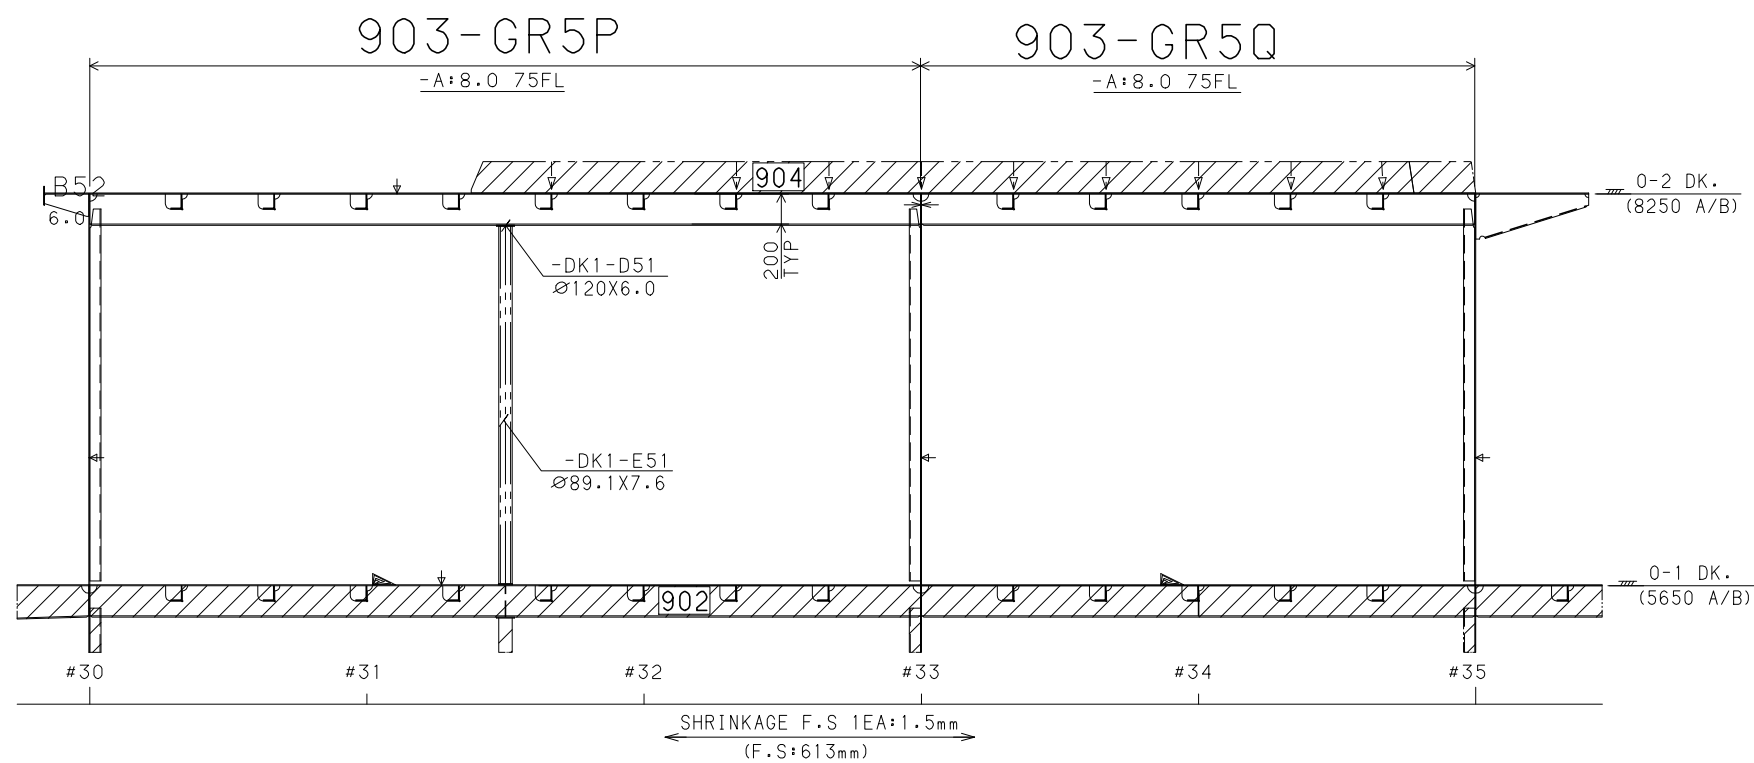 903-GR5P
903-GR5Q
-A:8.0 75FL
-A:8.0 75FL
904
B52
6.0
0-2 DK.
(8250 A/B)
200
TYP
-DK1-D51
Ø120X6.0
-DK1-E51
Ø89.1X7.6
0-1 DK.
(5650 A/B)
902
#30
#31
#32
#33
#34
#35
SHRINKAGE F.S 1EA:1.5mm
(F.S:613mm)